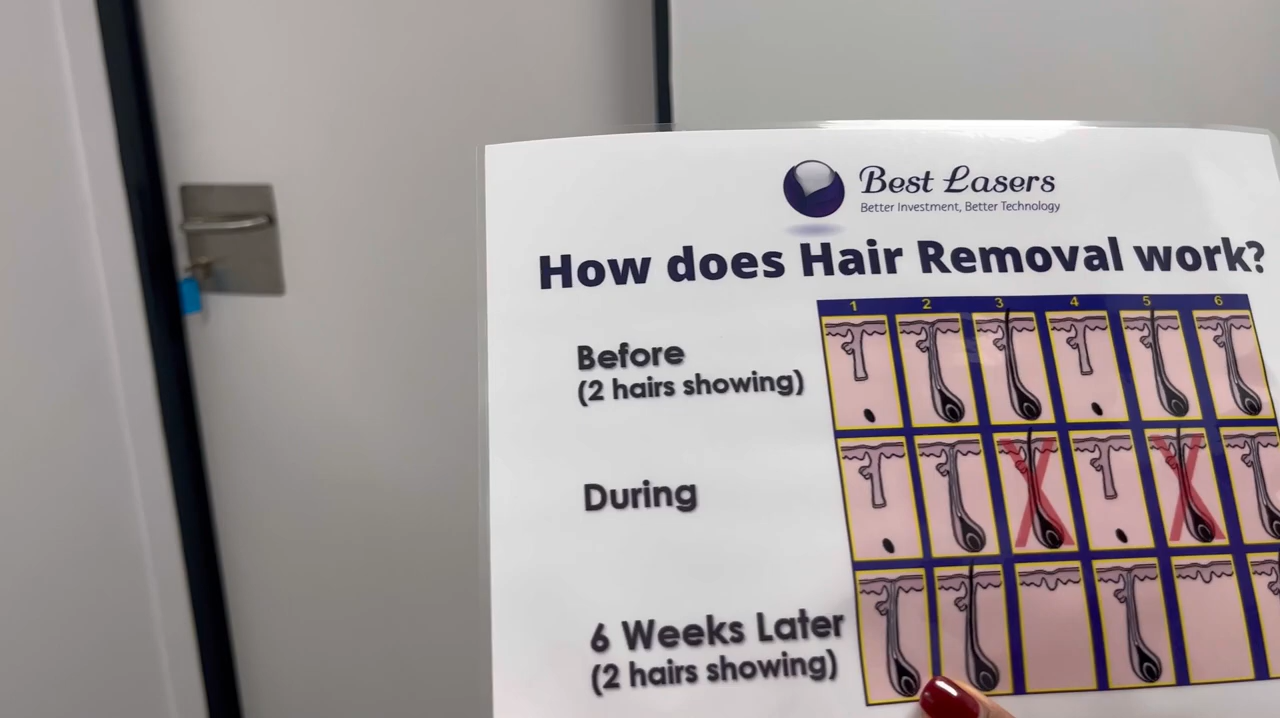 Best Lasers
Better Investment, Better Technology
How does Hair Removal work?
1 2 3 4 5 6
Before
(2 hairs showing)
During
6 Weeks Later
(2 hairs showing)